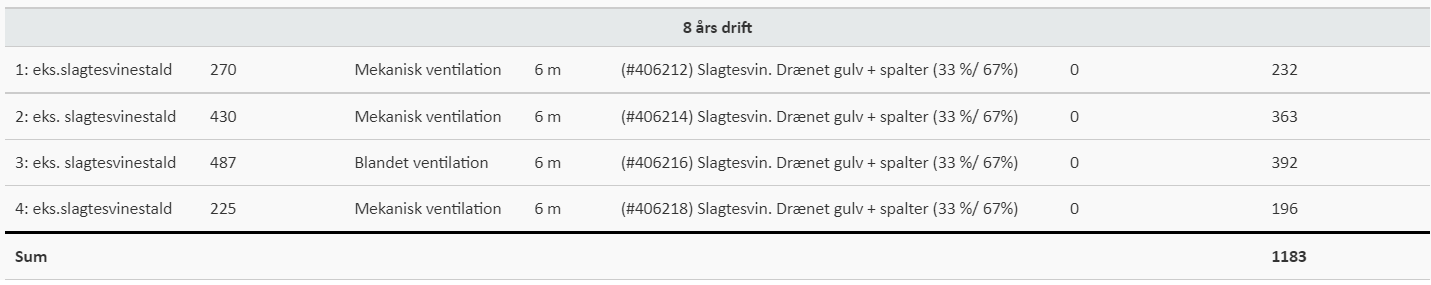 8 års drift
1: eks.slagtesvinestald 270 Mekanisk ventilation 6 m (#406212) Slagtesvin. Drænet gulv + spalter (33 %/ 67%) 0 232
2: eks. slagtesvinestald 430 Mekanisk ventilation 6 m (#406214) Slagtesvin. Drænet gulv + spalter (33 %/ 67%) 0 363
3: eks. slagtesvinestald 487 Blandet ventilation 6 m (#406216) Slagtesvin. Drænet gulv + spalter (33 %/ 67%) 0 392
4: eks.slagtesvinestald 225 Mekanisk ventilation 6 m (#406218) Slagtesvin. Drænet gulv + spalter (33 %/ 67%) 0 196
Sum 1183